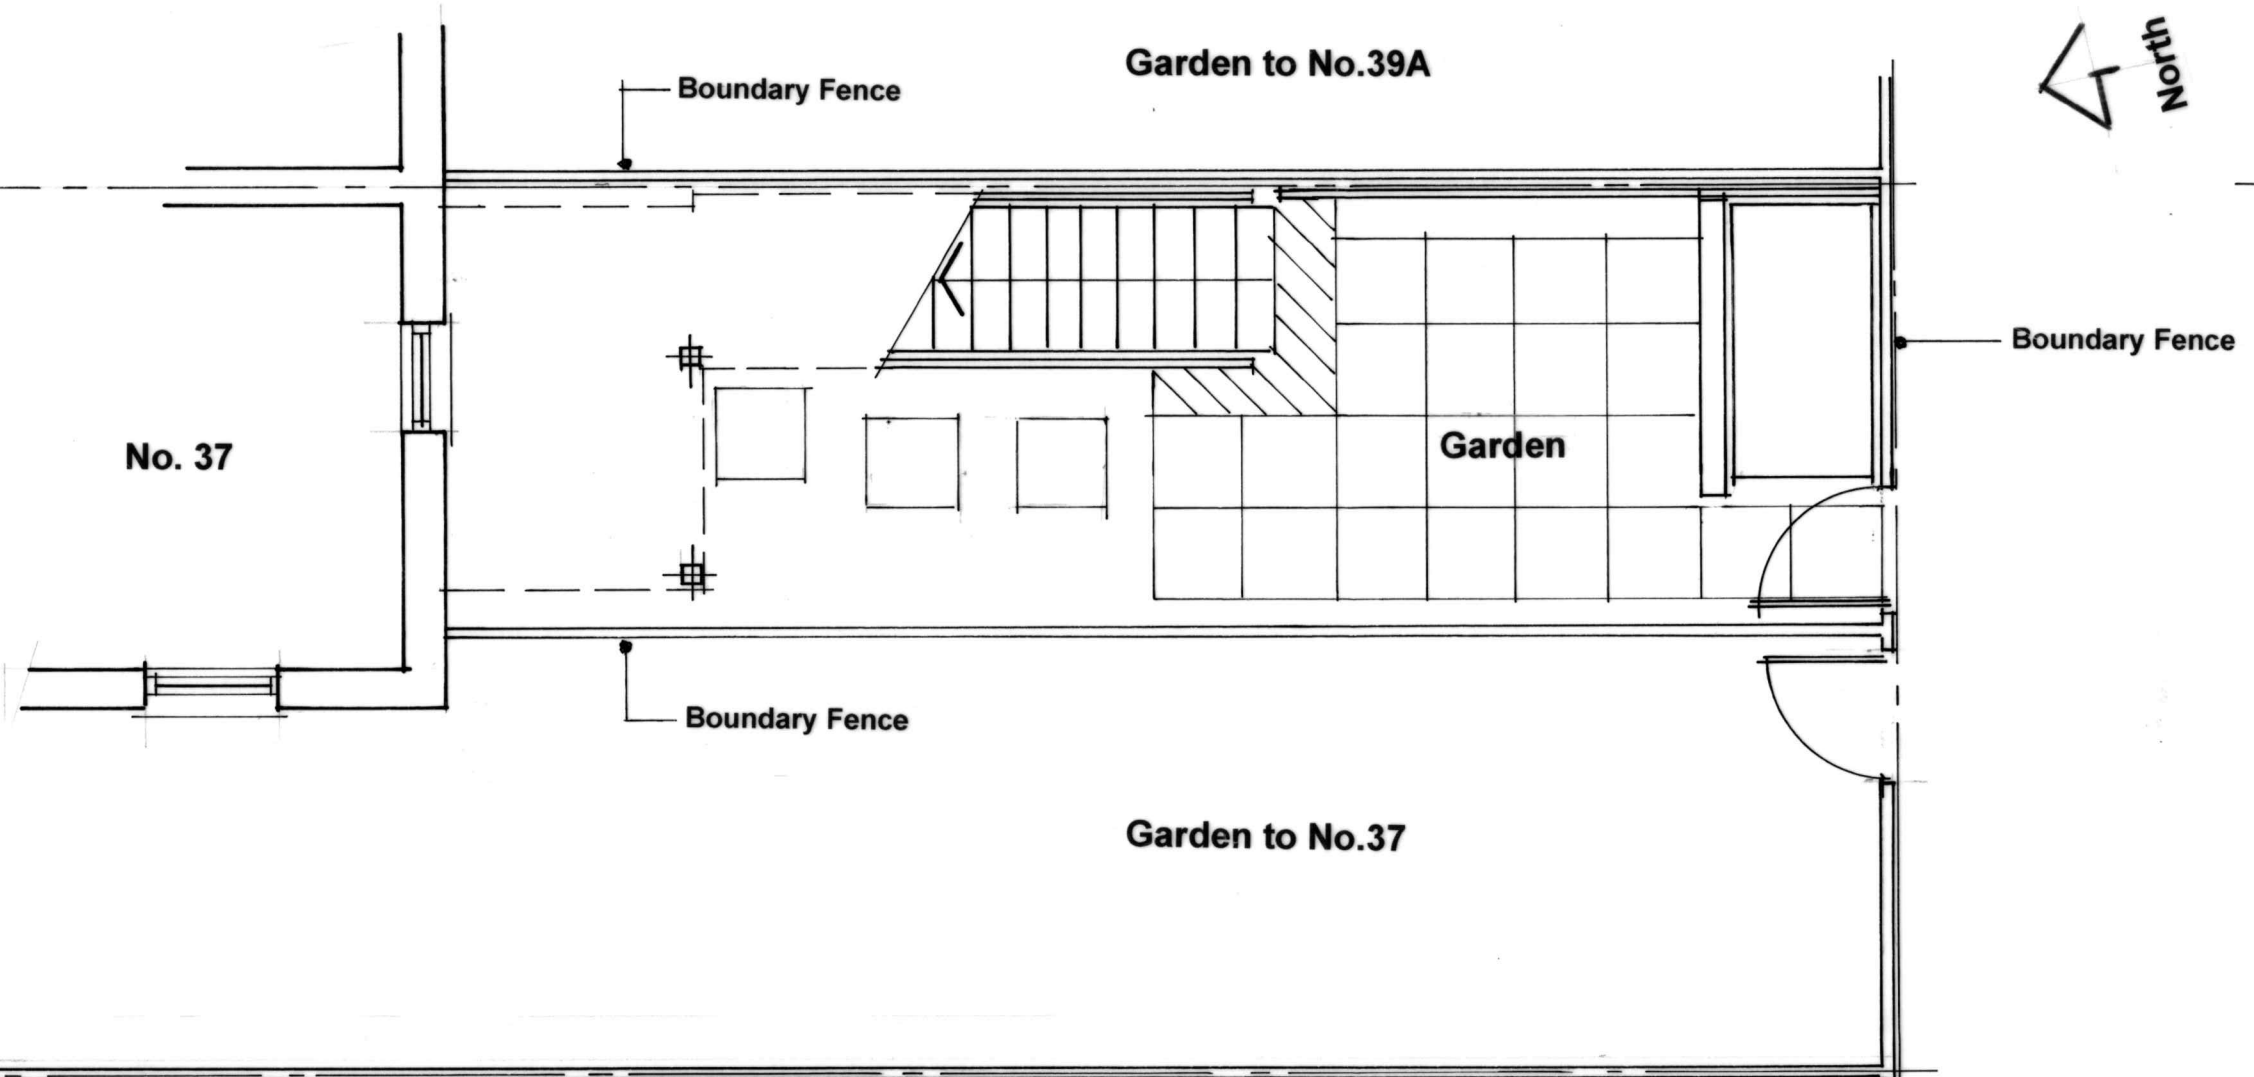 Garden to No.39A
North
Boundary Fence
Boundary Fence
No. 37
Garden
Boundary Fence
Garden to No.37